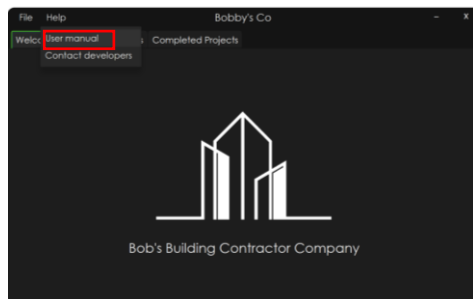 File Help Bobby's Co - x
Welco s Completed Projects
User manual
Contact developers
Bob's Building Contractor Company